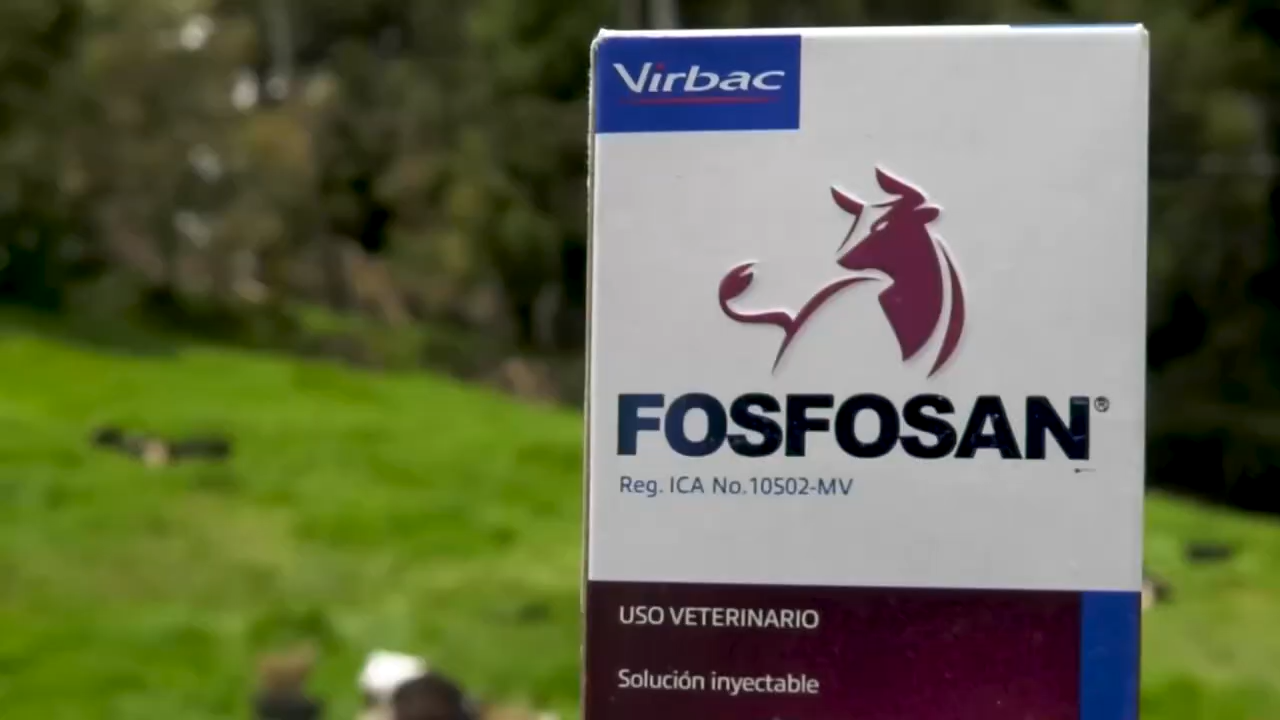 Virbac
FOSFOSAN®
Reg. ICA No.10502-MV
USO VETERINARIO
Solución inyectable